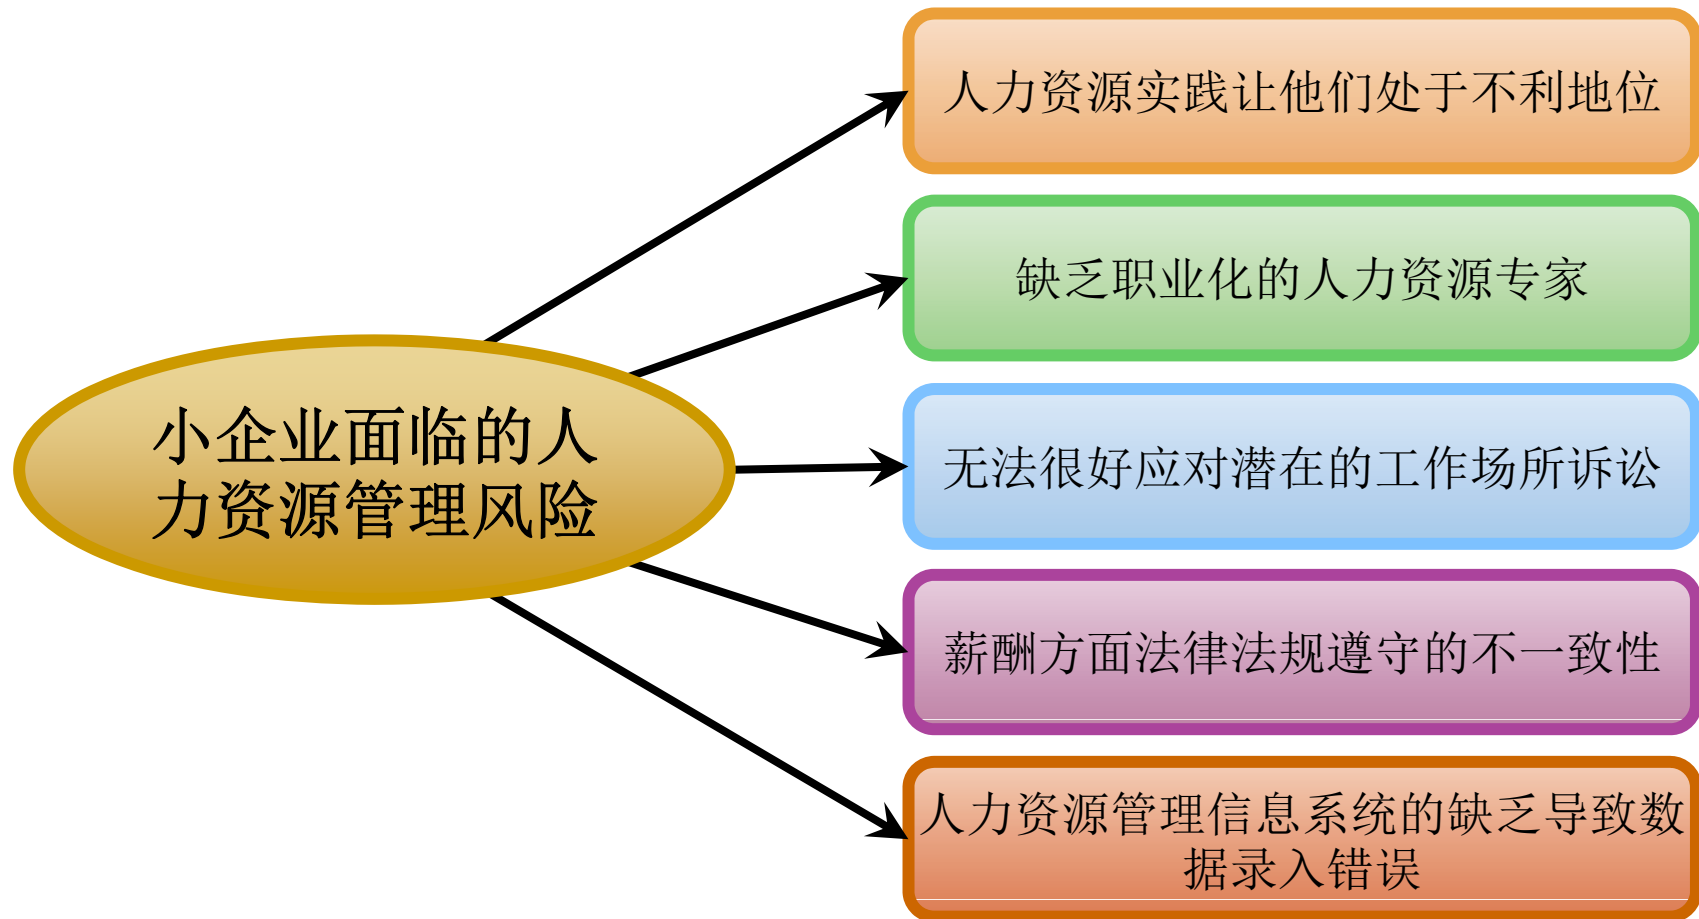 人力资源实践让他们处于不利地位
缺乏职业化的人力资源专家
小企业面临的人
力资源管理风险
无法很好应对潜在的工作场所诉讼
薪酬方面法律法规遵守的不一致性
人力资源管理信息系统的缺乏导致数
据录入错误